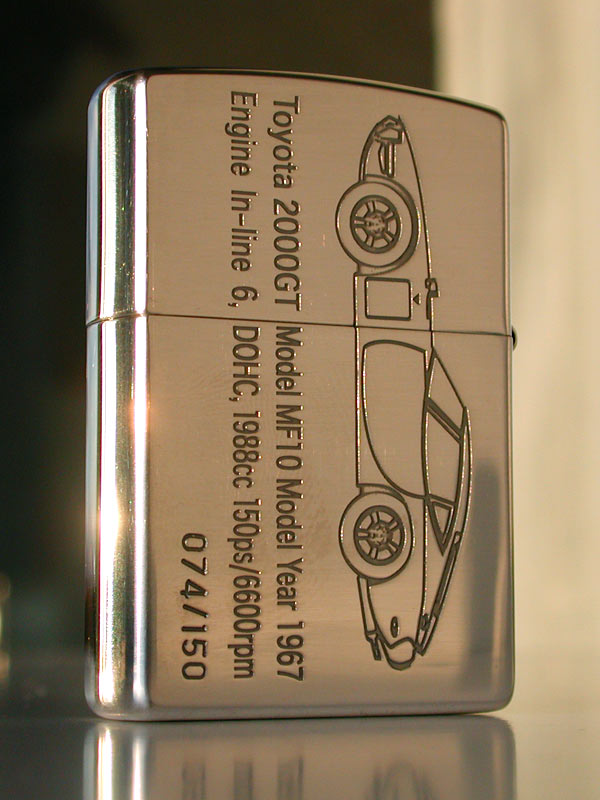 Toyota 2000GT Model MF10 Model Year 1967
Engine In-line 6, DOHC, 1988cc 150ps/6600rpm
074/150